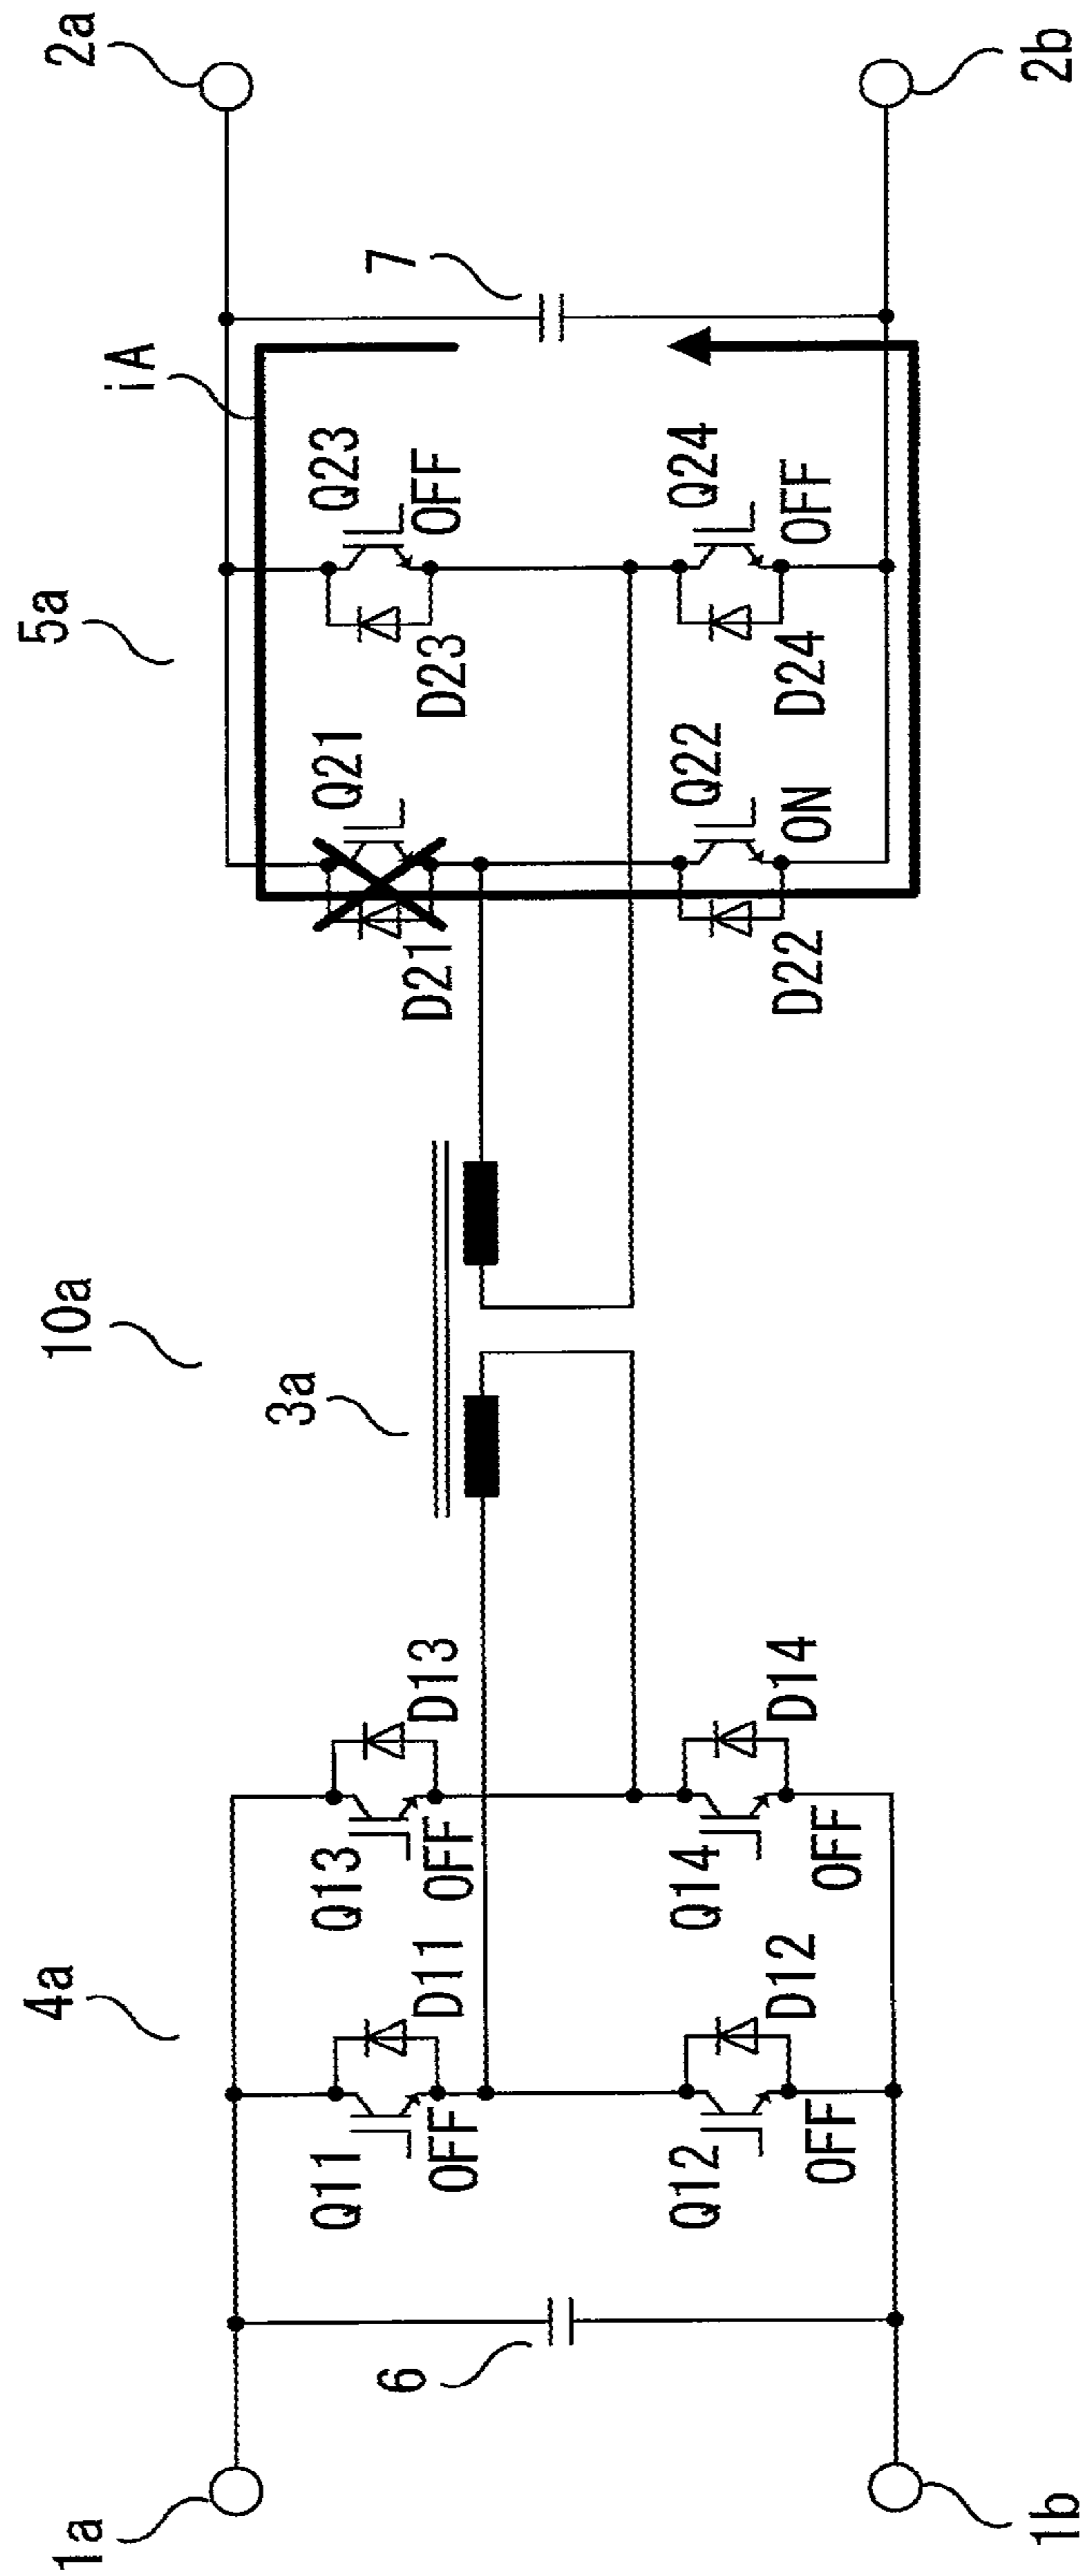 10a
4a
3a
5a
1a
2a
iA
6
7
Q11
D11
OFF
Q13
D13
OFF
D21
Q21
D23
Q23
OFF
Q12
D12
OFF
Q14
D14
OFF
D22
Q22
ON
D24
Q24
OFF
1b
2b